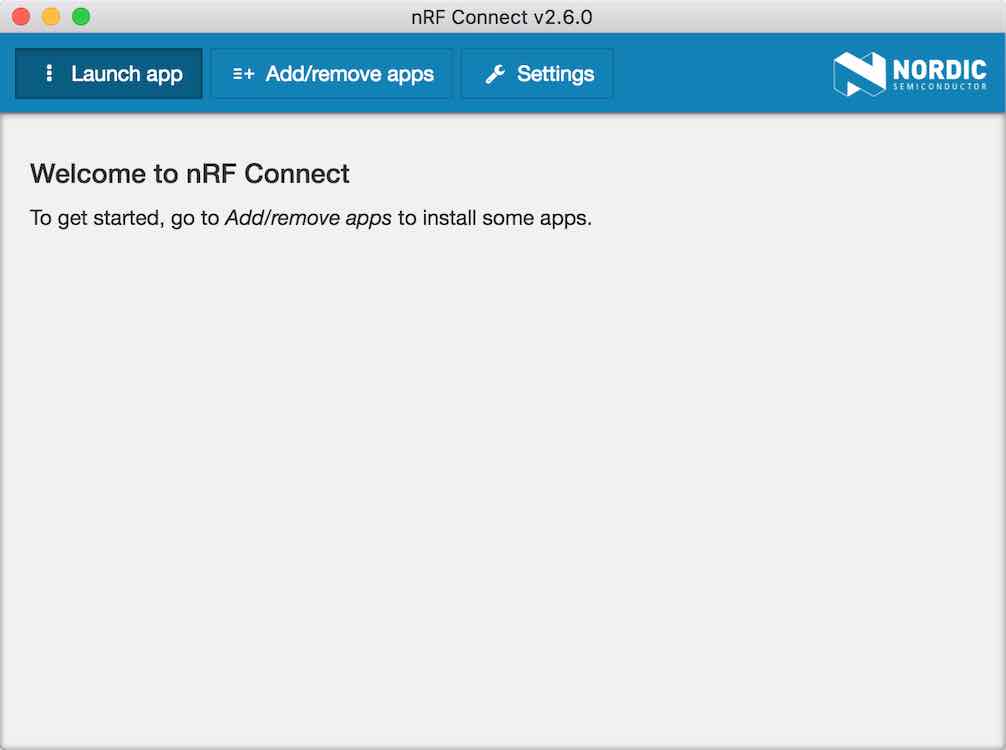 nRF Connect v2.6.0
Launch app
Add/remove apps
Settings
NORDIC
SEMICONDUCTOR
Welcome to nRF Connect
To get started, go to Add/remove apps to install some apps.